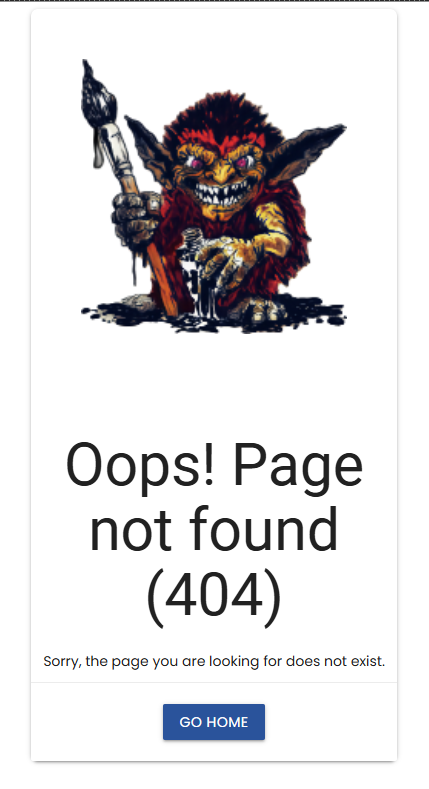 Oops! Page
not found
(404)
Sorry, the page you are looking for does not exist.
GO HOME